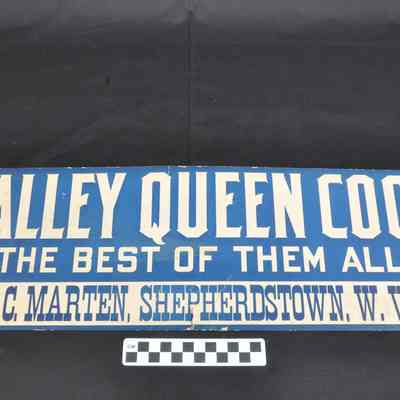 ALLEY QUEEN COO
THE BEST OF THEM ALL
C. MARTEN, SHEPHERDSTOWN, W. V